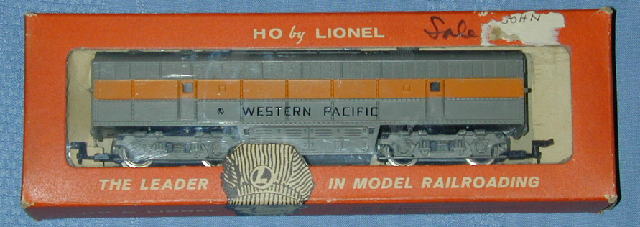 HO by LIONEL
Sale
JOHN
WESTERN PACIFIC
L
THE LEADER IN MODEL RAILROADING